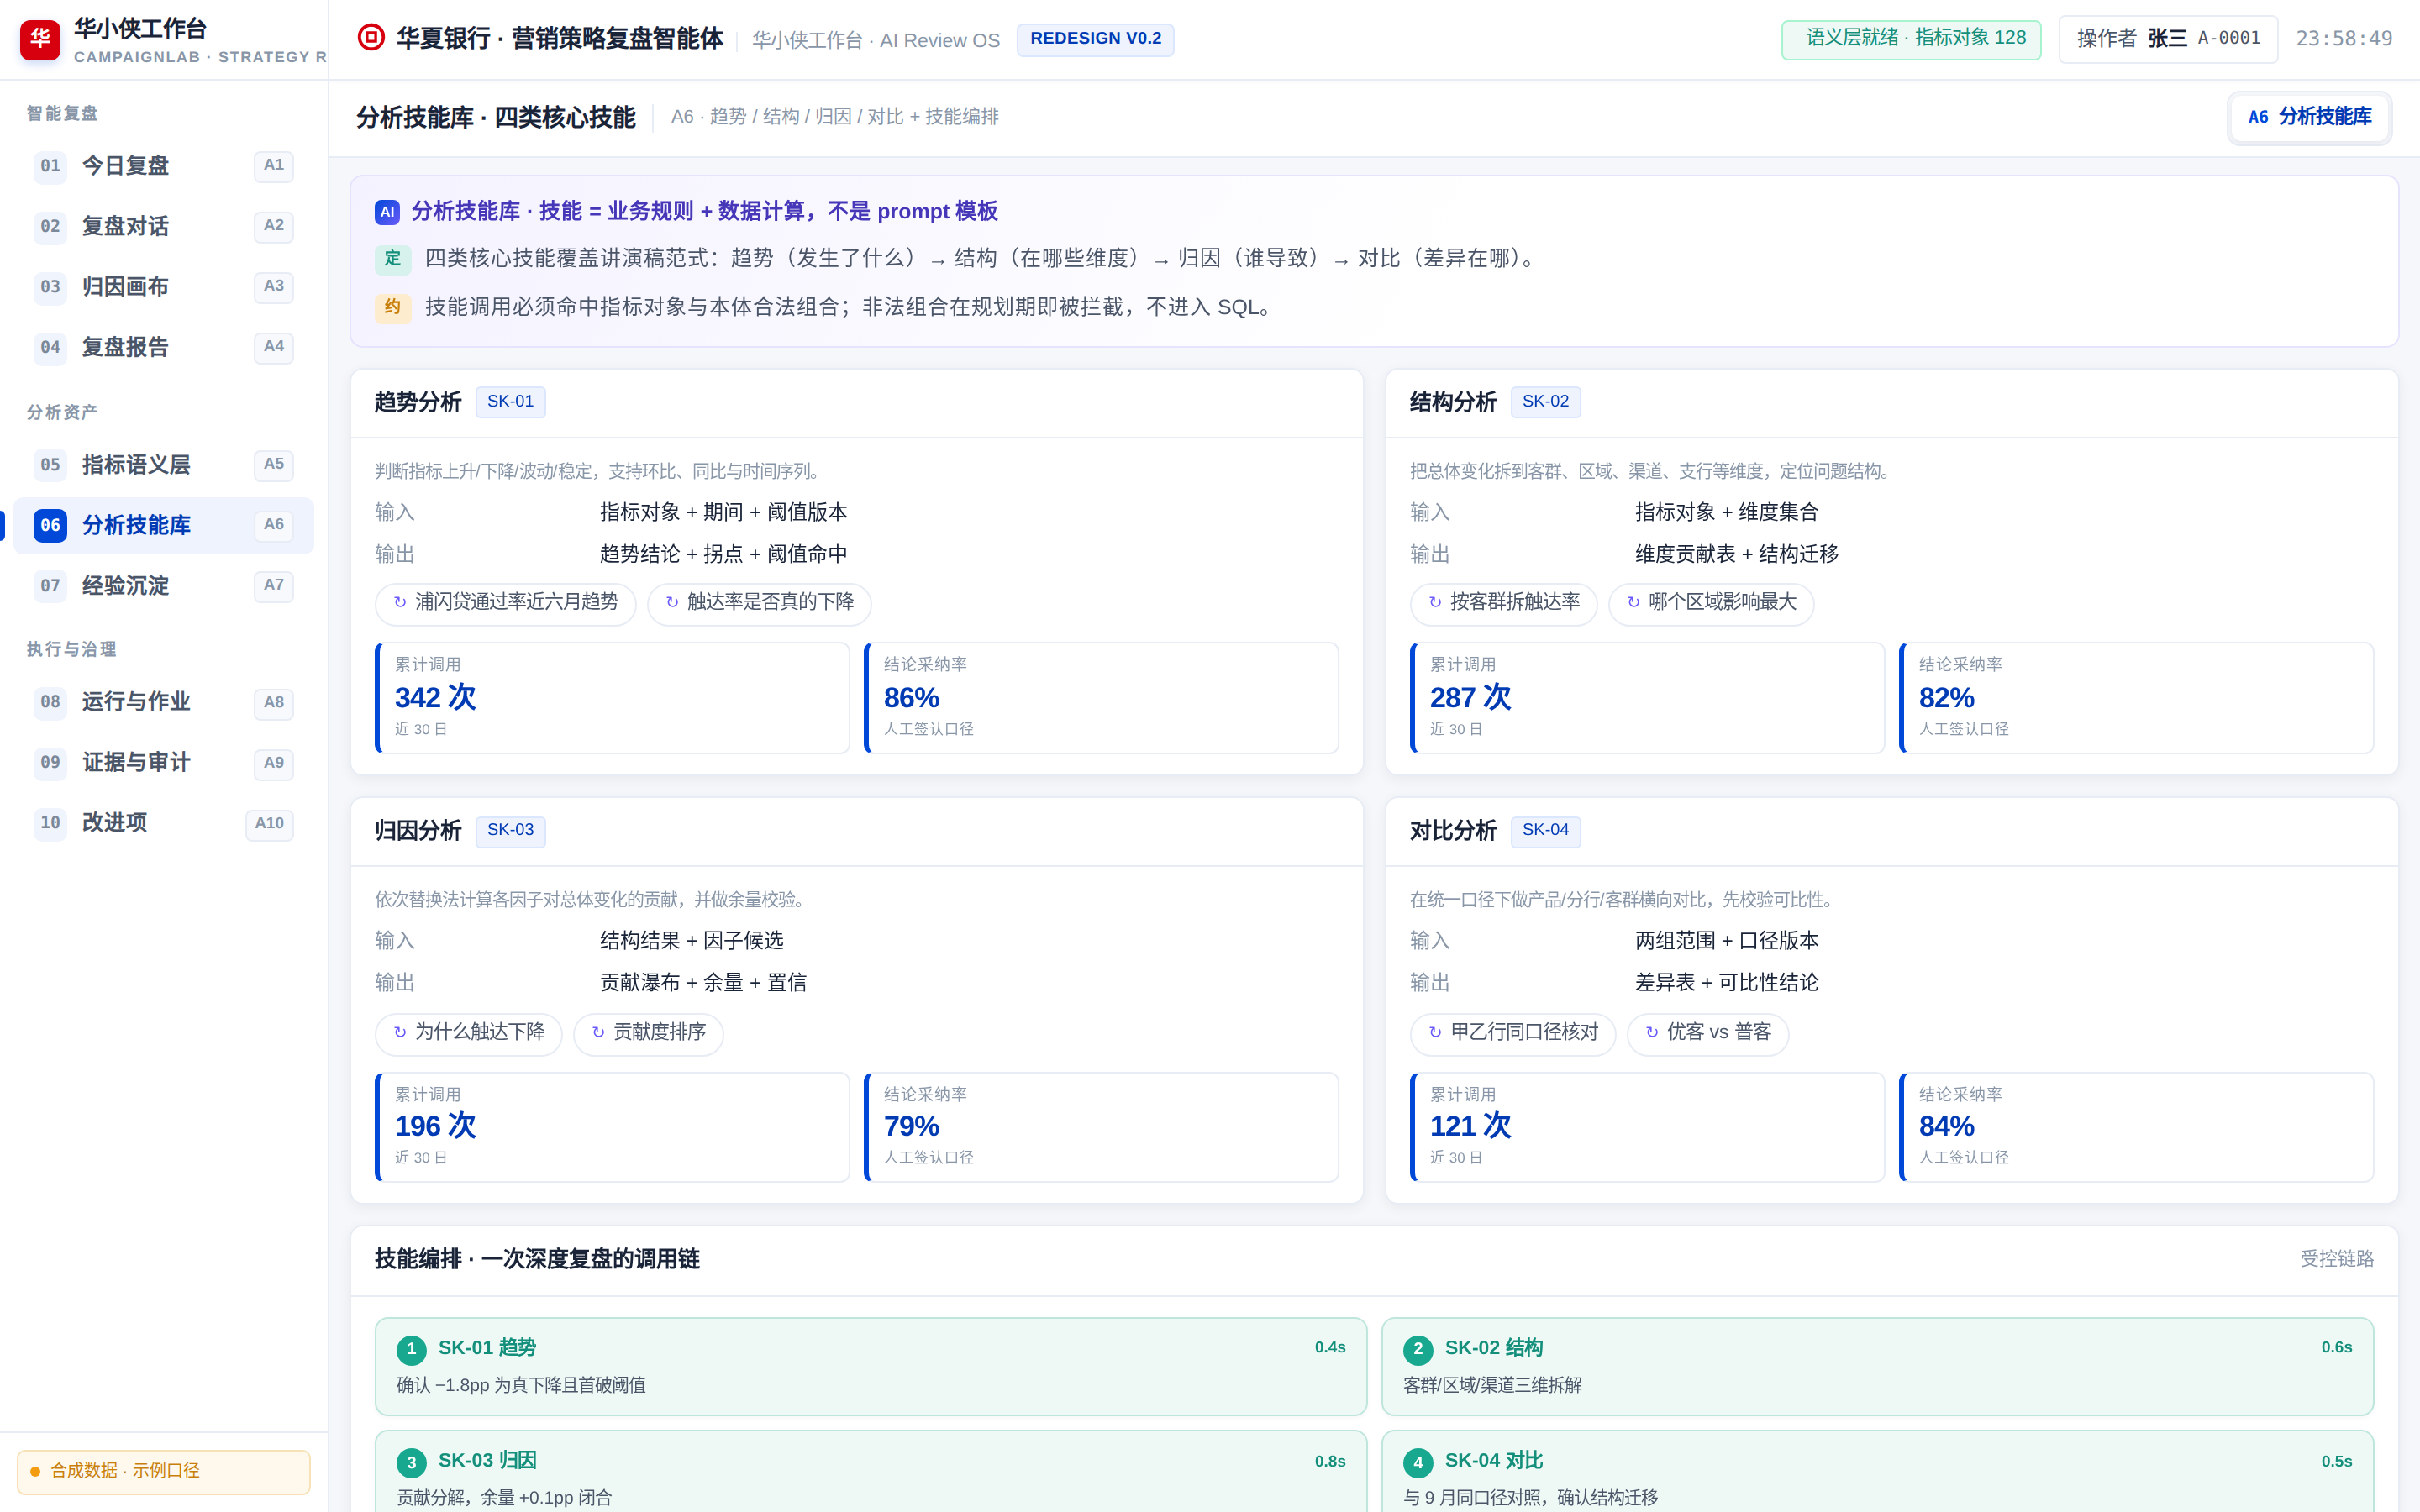 华
华小侠工作台
CAMPAIGNLAB · STRATEGY R
华夏银行 · 营销策略复盘智能体
华小侠工作台 · AI Review OS
REDESIGN V0.2
语义层就绪 · 指标对象 128
操作者 张三 A-0001
23:58:49
智能复盘
01 今日复盘 A1
02 复盘对话 A2
03 归因画布 A3
04 复盘报告 A4
分析资产
05 指标语义层 A5
06 分析技能库 A6
07 经验沉淀 A7
执行与治理
08 运行与作业 A8
09 证据与审计 A9
10 改进项 A10
合成数据 · 示例口径
分析技能库 · 四类核心技能
A6 · 趋势 / 结构 / 归因 / 对比 + 技能编排
A6 分析技能库
AI 分析技能库 · 技能 = 业务规则 + 数据计算，不是 prompt 模板
定 四类核心技能覆盖讲演稿范式：趋势（发生了什么）→ 结构（在哪些维度）→ 归因（谁导致）→ 对比（差异在哪）。
约 技能调用必须命中指标对象与本体合法组合；非法组合在规划期即被拦截，不进入 SQL。
趋势分析 SK-01
判断指标上升/下降/波动/稳定，支持环比、同比与时间序列。
输入 指标对象 + 期间 + 阈值版本
输出 趋势结论 + 拐点 + 阈值命中
↻ 浦闪贷通过率近六月趋势
↻ 触达率是否真的下降
累计调用
342 次
近 30 日
结论采纳率
86%
人工签认口径
结构分析 SK-02
把总体变化拆到客群、区域、渠道、支行等维度，定位问题结构。
输入 指标对象 + 维度集合
输出 维度贡献表 + 结构迁移
↻ 按客群拆触达率
↻ 哪个区域影响最大
累计调用
287 次
近 30 日
结论采纳率
82%
人工签认口径
归因分析 SK-03
依次替换法计算各因子对总体变化的贡献，并做余量校验。
输入 结构结果 + 因子候选
输出 贡献瀑布 + 余量 + 置信
↻ 为什么触达下降
↻ 贡献度排序
累计调用
196 次
近 30 日
结论采纳率
79%
人工签认口径
对比分析 SK-04
在统一口径下做产品/分行/客群横向对比，先校验可比性。
输入 两组范围 + 口径版本
输出 差异表 + 可比性结论
↻ 甲乙行同口径核对
↻ 优客 vs 普客
累计调用
121 次
近 30 日
结论采纳率
84%
人工签认口径
技能编排 · 一次深度复盘的调用链
受控链路
1 SK-01 趋势 0.4s
确认 −1.8pp 为真下降且首破阈值
2 SK-02 结构 0.6s
客群/区域/渠道三维拆解
3 SK-03 归因 0.8s
贡献分解，余量 +0.1pp 闭合
4 SK-04 对比 0.5s
与 9 月同口径对照，确认结构迁移